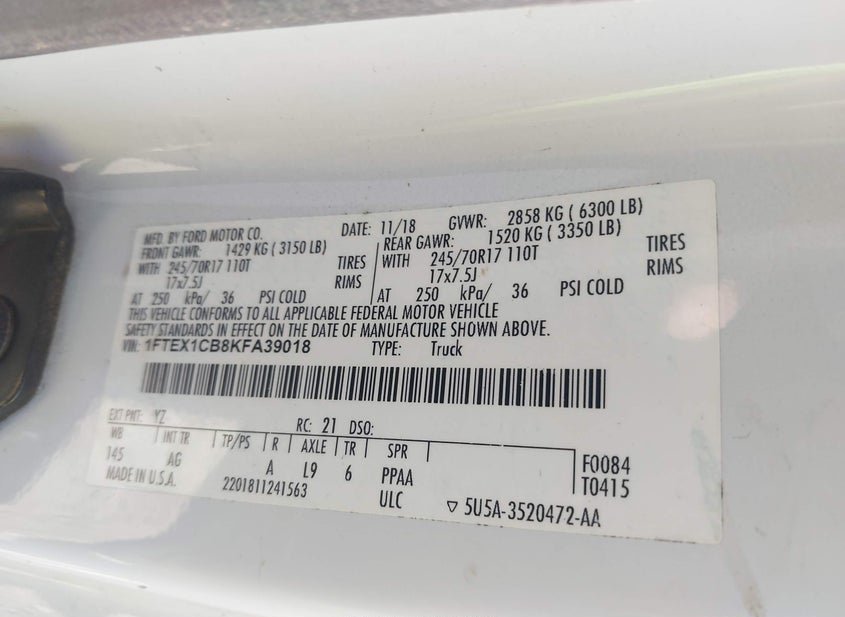 MFD. BY FORD MOTOR CO. DATE: 11/18 GVWR: 2858 KG ( 6300 LB)
FRONT GAWR: 1429 KG ( 3150 LB) REAR GAWR: 1520 KG ( 3350 LB)
WITH 245/70R17 110T TIRES WITH 245/70R17 110T TIRES
17x7.5J RIMS 17x7.5J RIMS
AT 250 kPa/ 36 PSI COLD AT 250 kPa/ 36 PSI COLD
THIS VEHICLE CONFORMS TO ALL APPLICABLE FEDERAL MOTOR VEHICLE
SAFETY STANDARDS IN EFFECT ON THE DATE OF MANUFACTURE SHOWN ABOVE.
VIN: 1FTEX1CB8KFA39018 TYPE: Truck
EXT PNT: YZ RC: 21 DSO:
WB INT TR TP/PS R AXLE TR SPR
145 AG A L9 6 PPAA F0084
MADE IN U.S.A. 2201811241563 ULC T0415
▽ 5U5A-3520472-AA